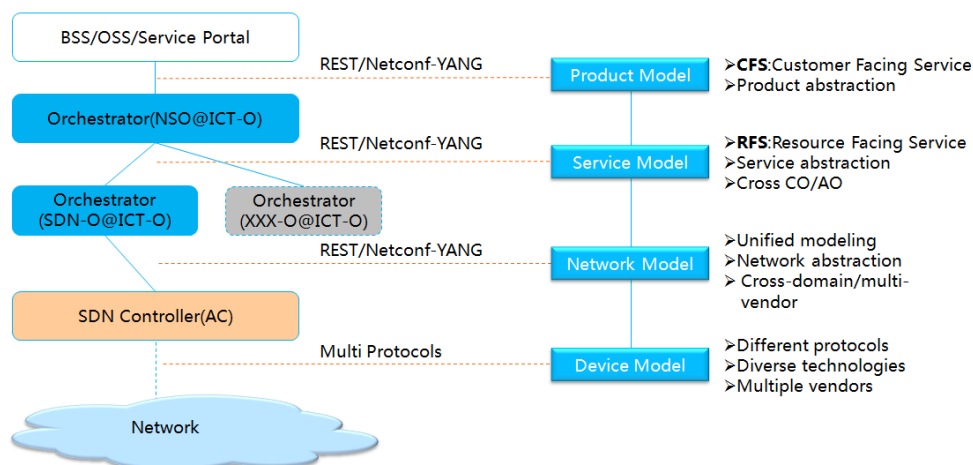 BSS/OSS/Service Portal
REST/Netconf-YANG
Product Model
➢CFS:Customer Facing Service
➢Product abstraction
Orchestrator(NSO@ICT-O)
REST/Netconf-YANG
Service Model
➢RFS:Resource Facing Service
➢Service abstraction
➢Cross CO/AO
Orchestrator
(SDN-O@ICT-O)
Orchestrator
(XXX-O@ICT-O)
REST/Netconf-YANG
Network Model
➢Unified modeling
➢Network abstraction
➢Cross-domain/multi-
vendor
SDN Controller(AC)
Multi Protocols
Device Model
➢Different protocols
➢Diverse technologies
➢Multiple vendors
Network